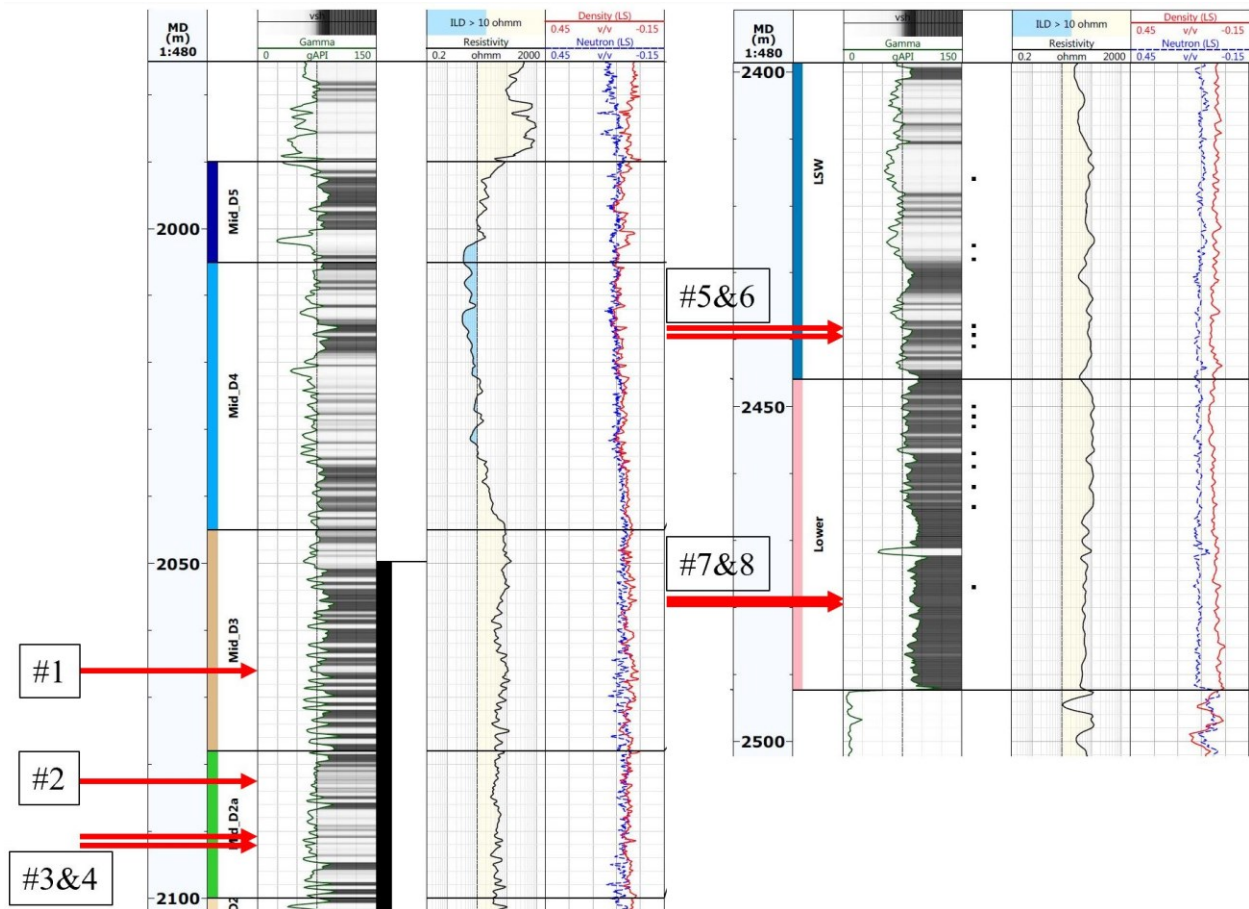 MD
(m)
1:480
vsh
Gamma
0 gAPI 150
ILD > 10 ohmm
Resistivity
0.2 ohmm 2000
Density (LS)
0.45 v/v -0.15
Neutron (LS)
0.45 v/v -0.15
Mid_D5
2000
Mid_D4
2050
Mid_D3
#1
#2
Mid_D2a
#3&4
2100
D2
MD
(m)
1:480
vsh
Gamma
0 gAPI 150
ILD > 10 ohmm
Resistivity
0.2 ohmm 2000
Density (LS)
0.45 v/v -0.15
Neutron (LS)
0.45 v/v -0.15
2400
LSW
#5&6
2450
Lower
#7&8
2500